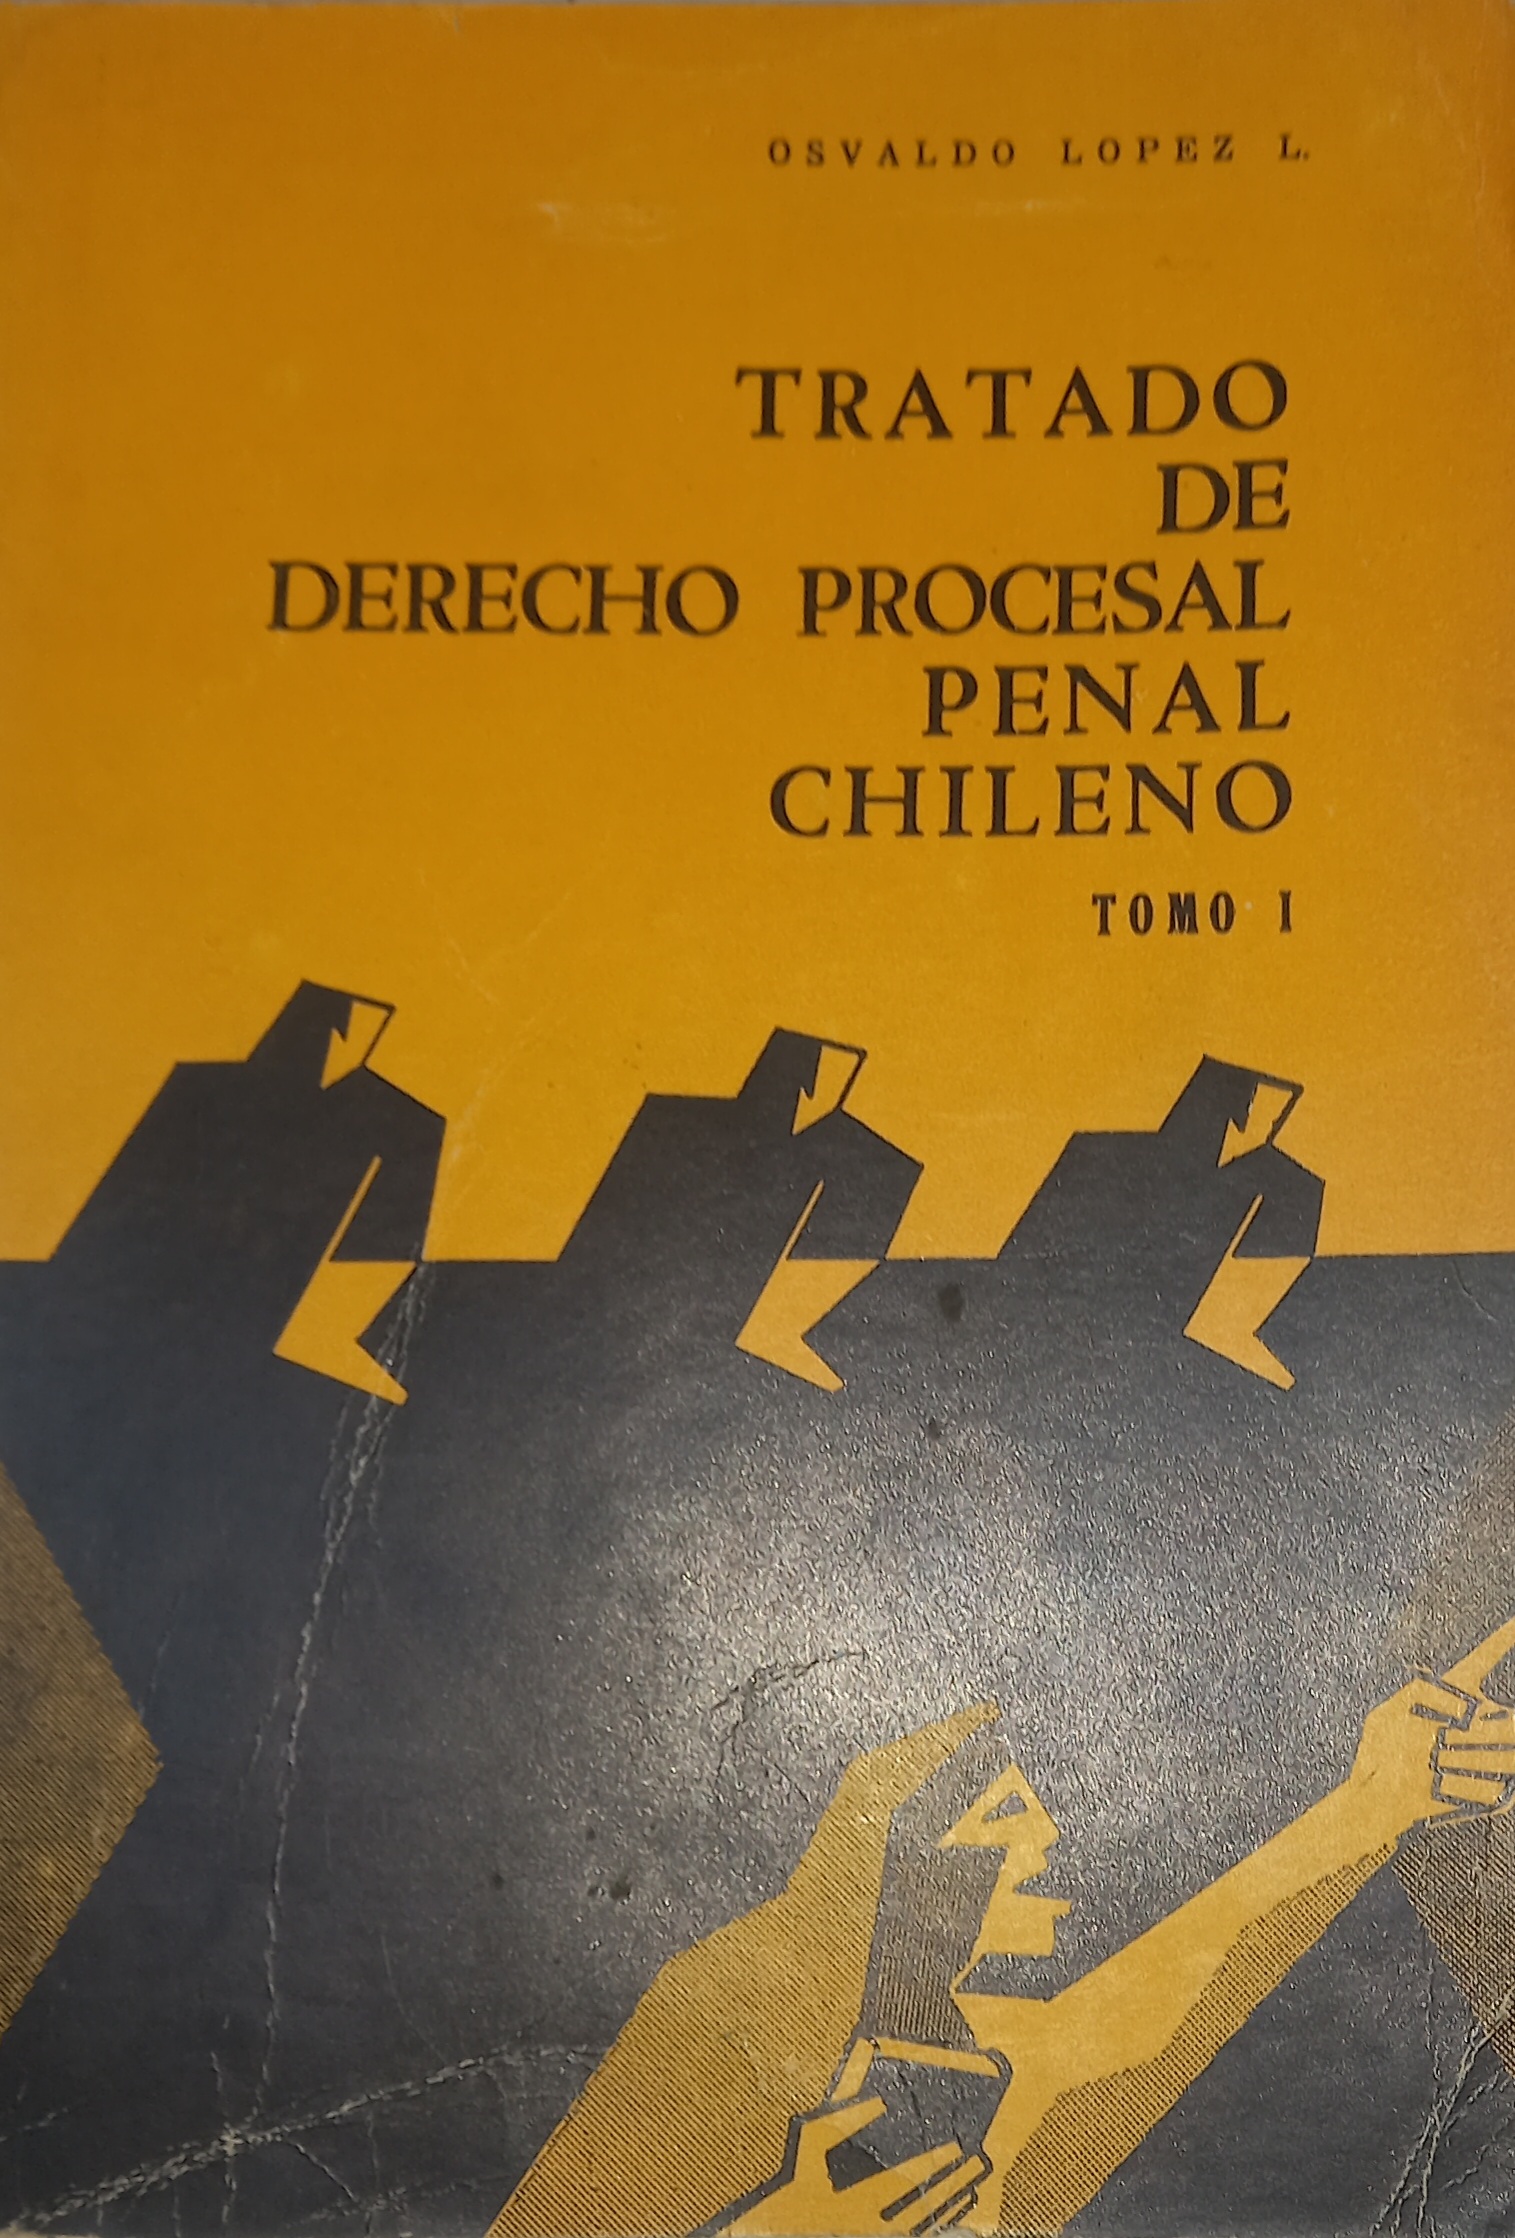 OSVALDO LOPEZ L.
TRATADO
DE
DERECHO PROCESAL
PENAL
CHILENO
TOMO I